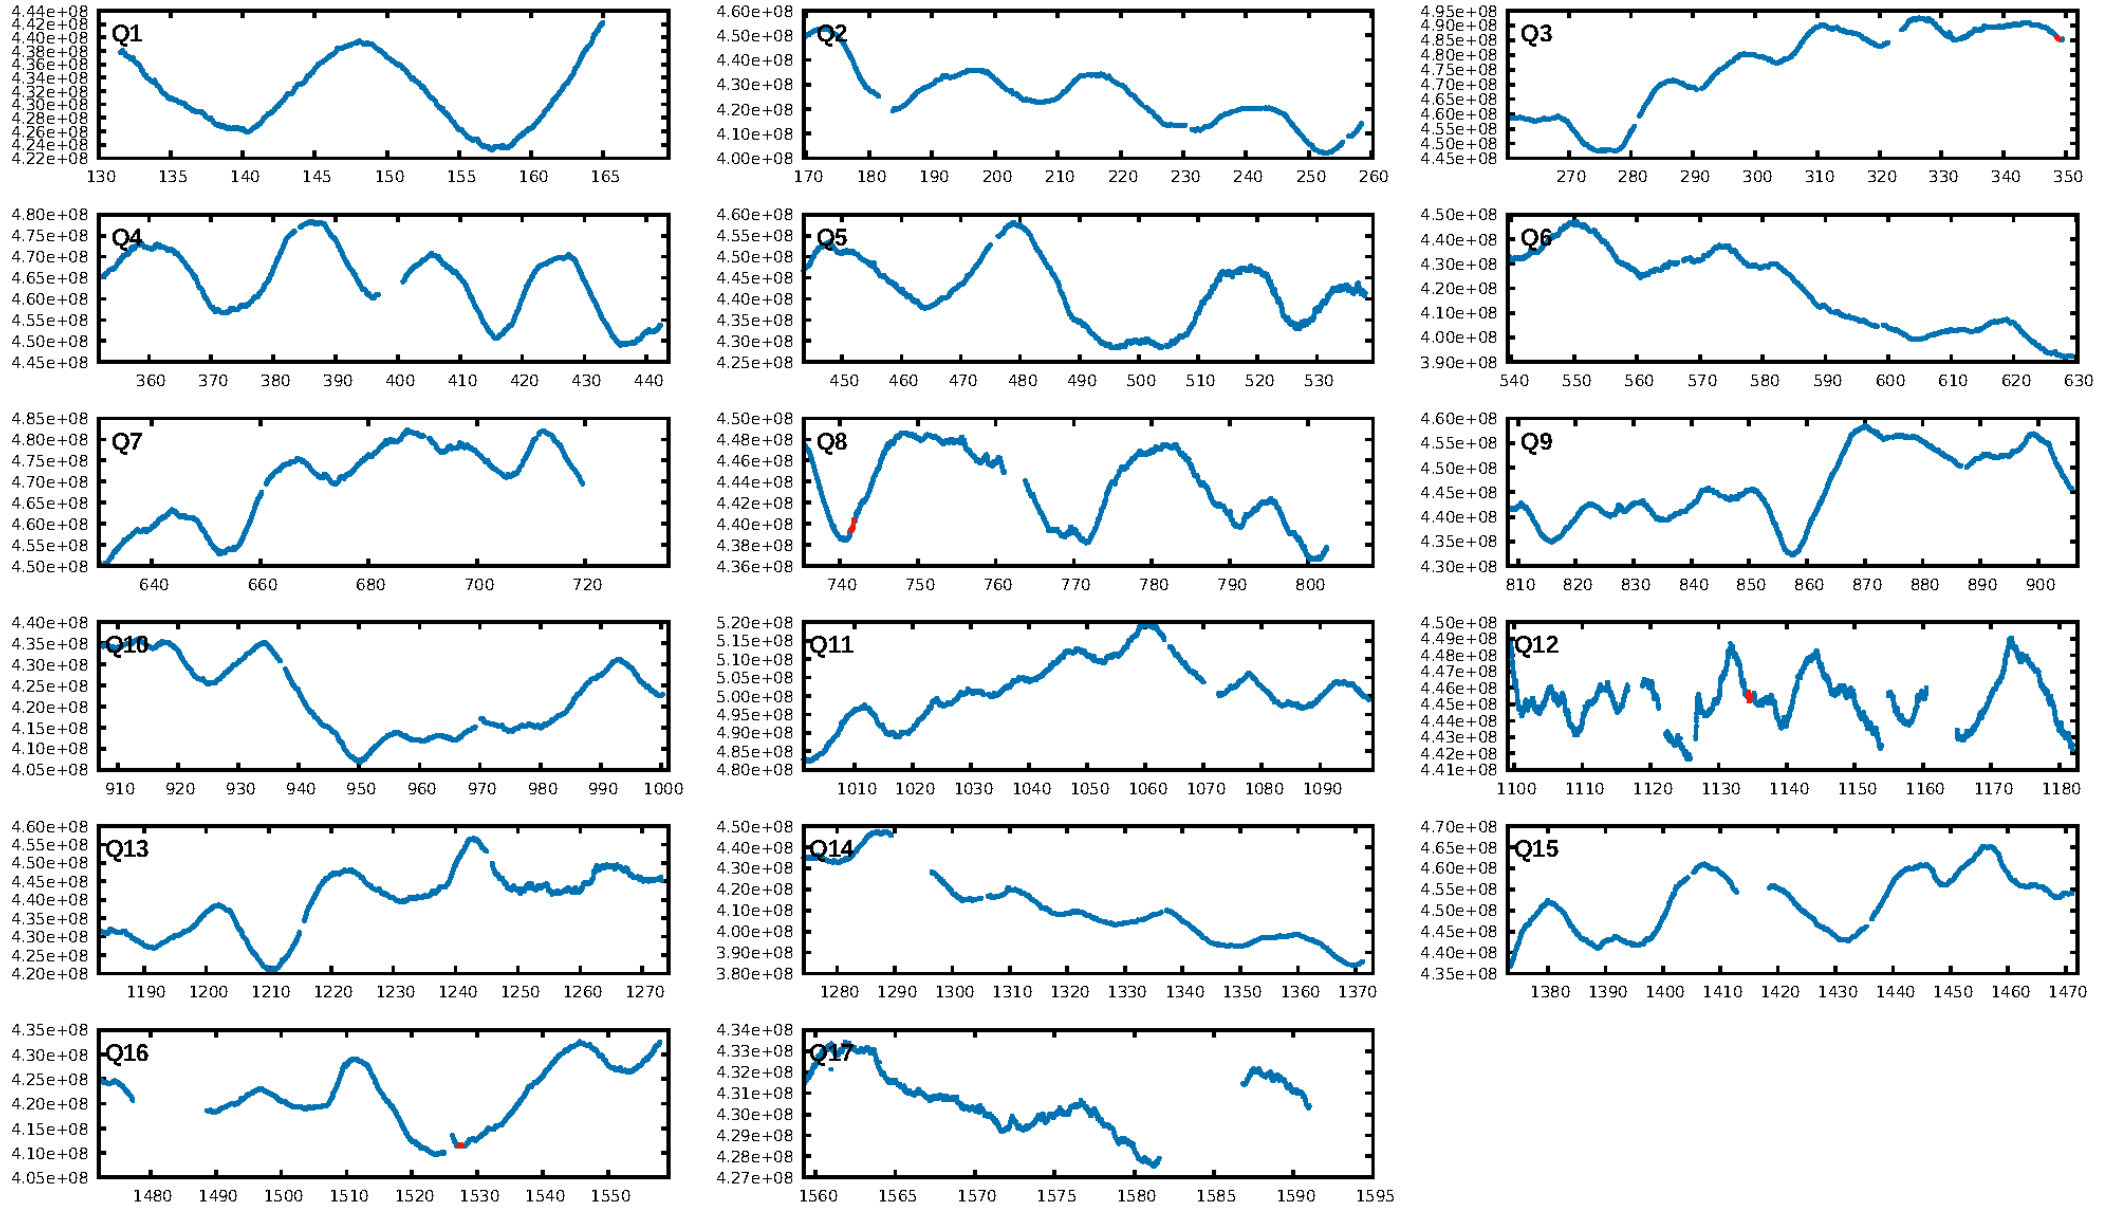 Q1
4.44e+08
4.42e+08
4.40e+08
4.38e+08
4.36e+08
4.34e+08
4.32e+08
4.30e+08
4.28e+08
4.26e+08
4.24e+08
4.22e+08
130 135 140 145 150 155 160 165
Q2
4.60e+08
4.50e+08
4.40e+08
4.30e+08
4.20e+08
4.10e+08
4.00e+08
170 180 190 200 210 220 230 240 250 260
Q3
4.95e+08
4.90e+08
4.85e+08
4.80e+08
4.75e+08
4.70e+08
4.65e+08
4.60e+08
4.55e+08
4.50e+08
4.45e+08
270 280 290 300 310 320 330 340 350
Q4
4.80e+08
4.75e+08
4.70e+08
4.65e+08
4.60e+08
4.55e+08
4.50e+08
4.45e+08
360 370 380 390 400 410 420 430 440
Q5
4.60e+08
4.55e+08
4.50e+08
4.45e+08
4.40e+08
4.35e+08
4.30e+08
4.25e+08
450 460 470 480 490 500 510 520 530
Q6
4.50e+08
4.40e+08
4.30e+08
4.20e+08
4.10e+08
4.00e+08
3.90e+08
540 550 560 570 580 590 600 610 620 630
Q7
4.85e+08
4.80e+08
4.75e+08
4.70e+08
4.65e+08
4.60e+08
4.55e+08
4.50e+08
640 660 680 700 720
Q8
4.50e+08
4.48e+08
4.46e+08
4.44e+08
4.42e+08
4.40e+08
4.38e+08
4.36e+08
740 750 760 770 780 790 800
Q9
4.60e+08
4.55e+08
4.50e+08
4.45e+08
4.40e+08
4.35e+08
4.30e+08
810 820 830 840 850 860 870 880 890 900
Q10
4.40e+08
4.35e+08
4.30e+08
4.25e+08
4.20e+08
4.15e+08
4.10e+08
4.05e+08
910 920 930 940 950 960 970 980 990 1000
Q11
5.20e+08
5.15e+08
5.10e+08
5.05e+08
5.00e+08
4.95e+08
4.90e+08
4.85e+08
4.80e+08
1010 1020 1030 1040 1050 1060 1070 1080 1090
Q12
4.50e+08
4.49e+08
4.48e+08
4.47e+08
4.46e+08
4.45e+08
4.44e+08
4.43e+08
4.42e+08
4.41e+08
1100 1110 1120 1130 1140 1150 1160 1170 1180
Q13
4.60e+08
4.55e+08
4.50e+08
4.45e+08
4.40e+08
4.35e+08
4.30e+08
4.25e+08
4.20e+08
1190 1200 1210 1220 1230 1240 1250 1260 1270
Q14
4.50e+08
4.40e+08
4.30e+08
4.20e+08
4.10e+08
4.00e+08
3.90e+08
3.80e+08
1280 1290 1300 1310 1320 1330 1340 1350 1360 1370
Q15
4.70e+08
4.65e+08
4.60e+08
4.55e+08
4.50e+08
4.45e+08
4.40e+08
4.35e+08
1380 1390 1400 1410 1420 1430 1440 1450 1460 1470
Q16
4.35e+08
4.30e+08
4.25e+08
4.20e+08
4.15e+08
4.10e+08
4.05e+08
1480 1490 1500 1510 1520 1530 1540 1550
Q17
4.34e+08
4.33e+08
4.32e+08
4.31e+08
4.30e+08
4.29e+08
4.28e+08
4.27e+08
1560 1565 1570 1575 1580 1585 1590 1595